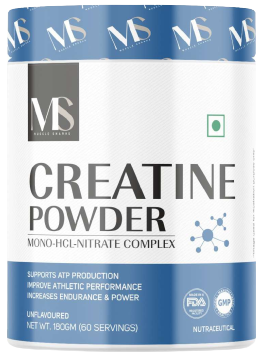 MS
MUSCLE SHARKS
CREATINE
POWDER
MONO-HCL-NITRATE COMPLEX
SUPPORTS ATP PRODUCTION
IMPROVE ATHLETIC PERFORMANCE
INCREASES ENDURANCE & POWER
UNFLAVOURED
NET WT. 180GM (60 SERVINGS)
FDA
GMP
NUTRACEUTICAL